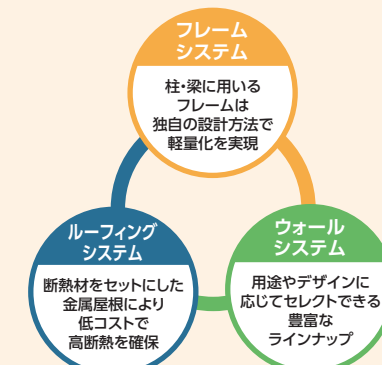 フレーム
システム
柱・梁に用いる
フレームは
独自の設計方法で
軽量化を実現
ルーフィング
システム
断熱材をセットにした
金属屋根により
低コストで
高断熱を確保
ウォール
システム
用途やデザインに
応じてセレクトできる
豊富な
ラインナップ